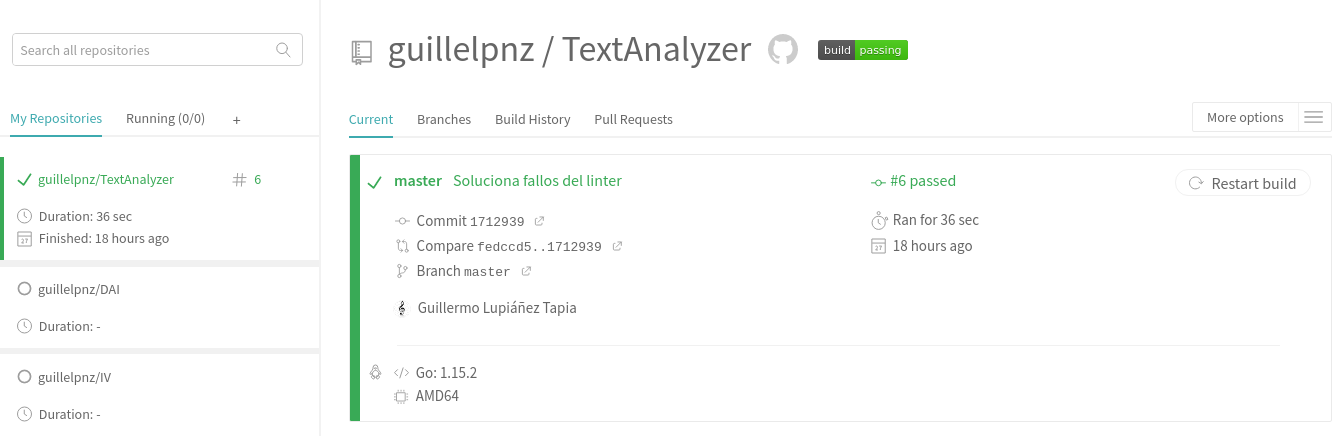 Search all repositories
My Repositories Running (0/0) +
guillelpnz/TextAnalyzer # 6
Duration: 36 sec
Finished: 18 hours ago
guillelpnz/DAI
Duration: -
guillelpnz/IV
Duration: -
guillelpnz / TextAnalyzer build passing
Current Branches Build History Pull Requests More options
master Soluciona fallos del linter #6 passed Restart build
Commit 1712939 Ran for 36 sec
Compare fedccd5..1712939 18 hours ago
Branch master
Guillermo Lupiáñez Tapia
</> Go: 1.15.2
AMD64